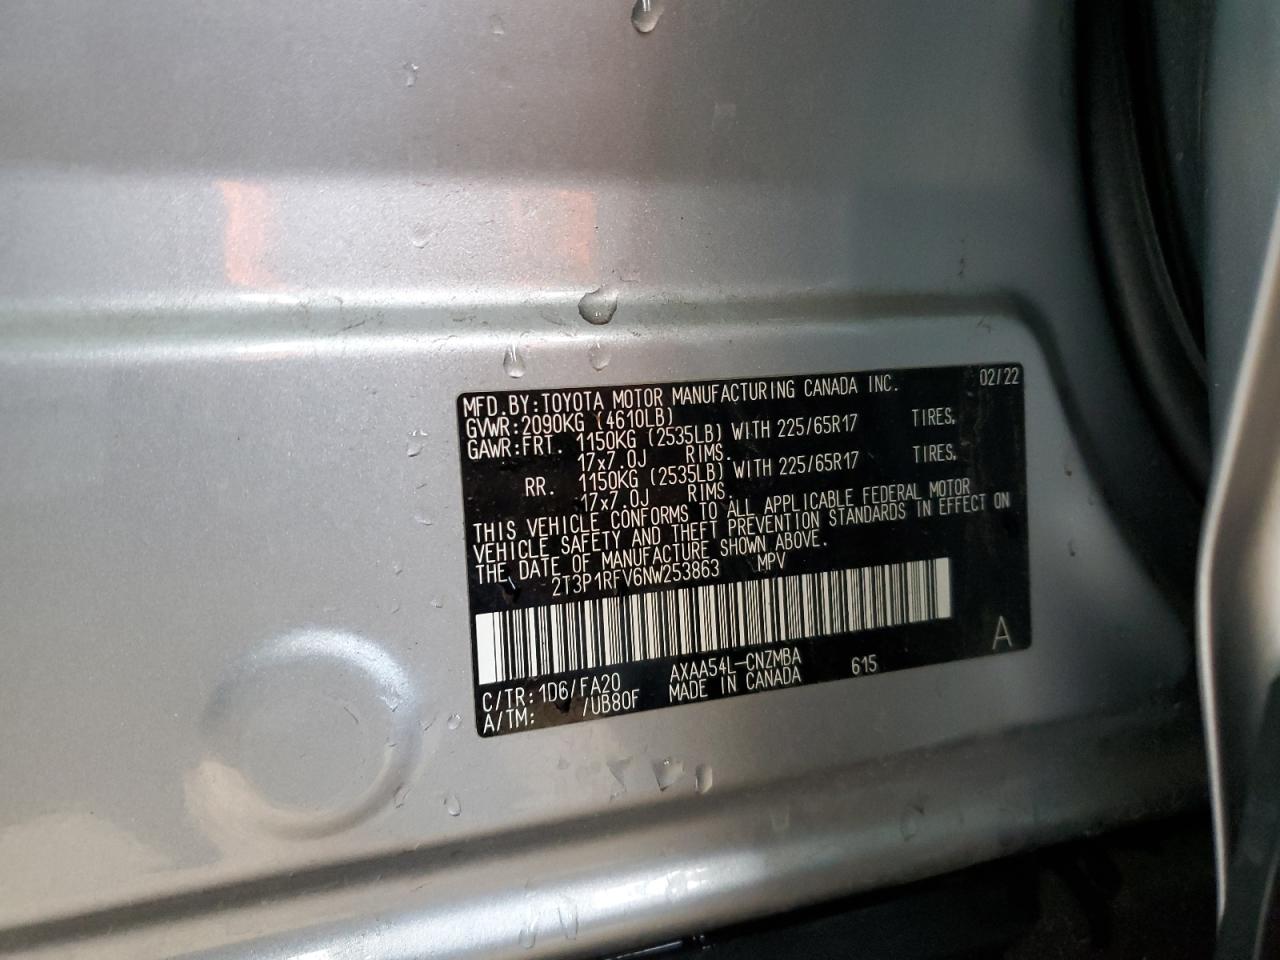 MFD.BY:TOYOTA MOTOR MANUFACTURING CANADA INC. 02/22
GVWR:2090KG (4610LB)
GAWR:FRT. 1150KG (2535LB) WITH 225/65R17 TIRES,
17x7.0J RIMS.
RR. 1150KG (2535LB) WITH 225/65R17 TIRES,
17x7.0J RIMS.
THIS VEHICLE CONFORMS TO ALL APPLICABLE FEDERAL MOTOR
VEHICLE SAFETY AND THEFT PREVENTION STANDARDS IN EFFECT ON
THE DATE OF MANUFACTURE SHOWN ABOVE.
2T3P1RFV6NW253863 MPV
A
C/TR: 1D6/FA20 AXAA54L-CNZMBA 615
A/TM: /UB80F MADE IN CANADA